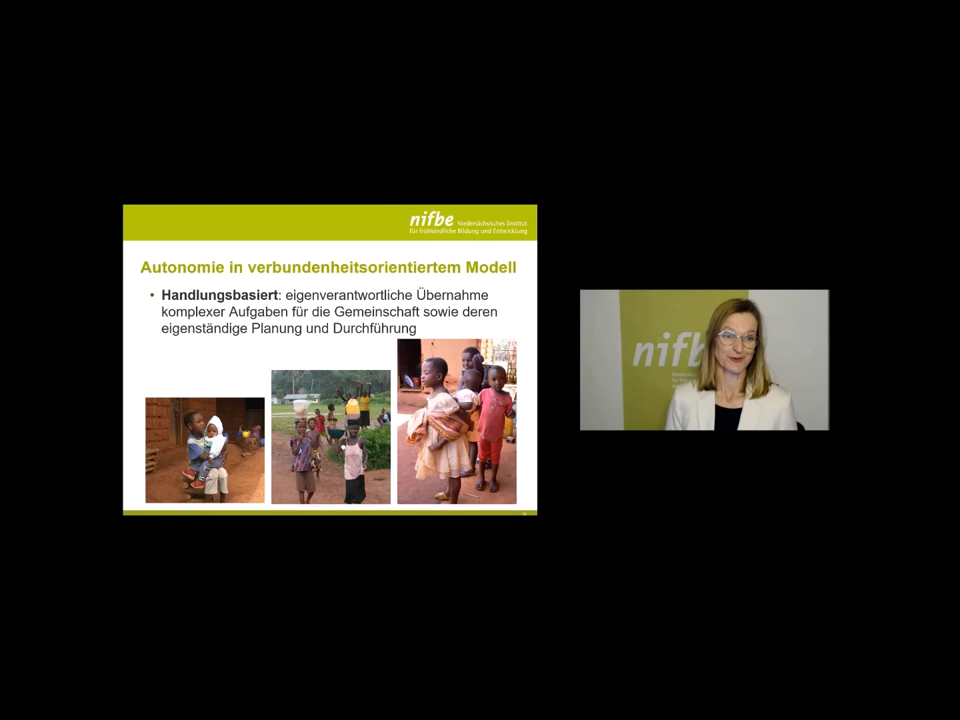 nifbe Niedersächsisches Institut
für frühkindliche Bildung und Entwicklung
Autonomie in verbundenheitsorientiertem Modell
• Handlungsbasiert: eigenverantwortliche Übernahme
komplexer Aufgaben für die Gemeinschaft sowie deren
eigenständige Planung und Durchführung
nifb